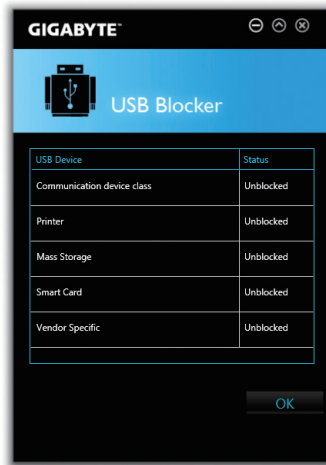 GIGABYTE™
USB Blocker
USB Device Status
Communication device class Unblocked
Printer Unblocked
Mass Storage Unblocked
Smart Card Unblocked
Vendor Specific Unblocked
OK